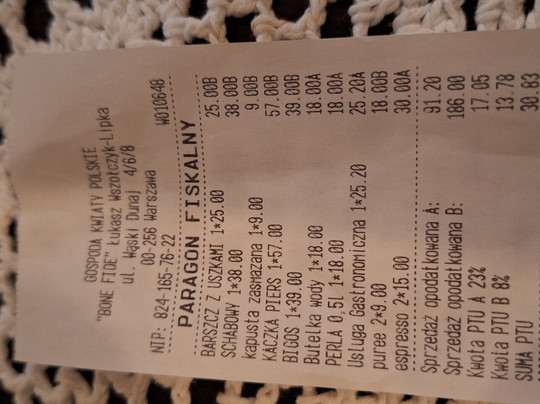 GOSPODA KWIATY POLSKIE
"BONE FIDE" Łukasz Wszołczyk-Lipka
ul. Wąski Dunaj 4/6/8
00-256 Warszawa
NIP: 824-165-76-22 W010648
PARAGON FISKALNY
BARSZCZ Z USZKAMI 1*25.00 25.00B
SCHABOWY 1*38.00 38.00B
kapusta zasmazana 1*9.00 9.00B
KACZKA PIERS 1*57.00 57.00B
BIGOS 1*39.00 39.00B
Butelka wody 1*18.00 18.00A
PERLA 0,5l 1*18.00 18.00A
Usluga Gastronomiczna 1*25.20 25.20A
puree 2*9.00 18.00B
espresso 2*15.00 30.00A
Sprzedaż opodatkowana A: 91.20
Sprzedaż opodatkowana B: 186.00
Kwota PTU A 23% 17.05
Kwota PTU B 8% 13.78
SUMA PTU 30.83